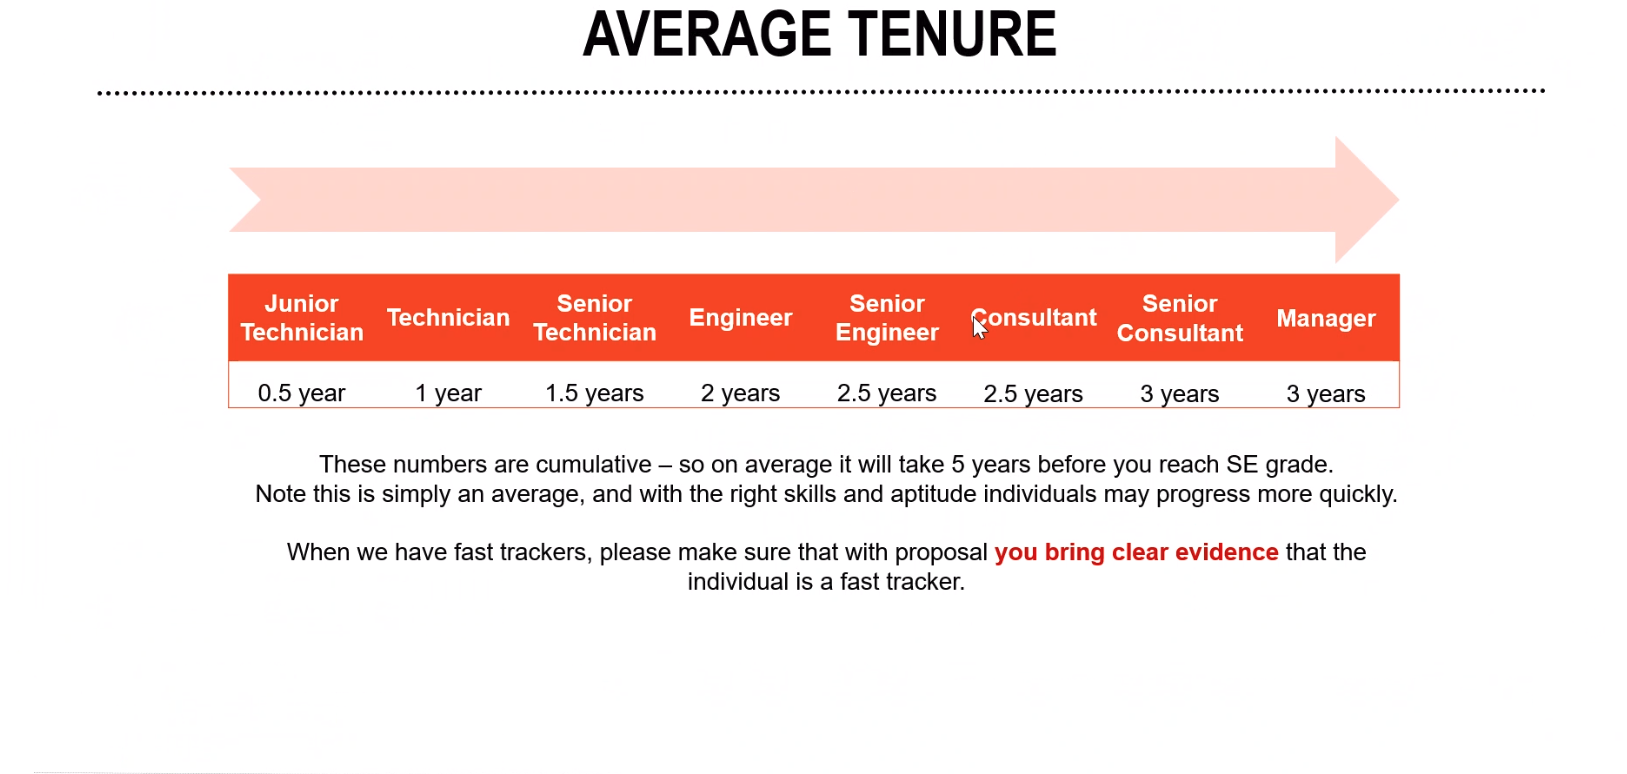 AVERAGE TENURE
Junior Technician
Technician
Senior Technician
Engineer
Senior Engineer
Consultant
Senior Consultant
Manager
0.5 year
1 year
1.5 years
2 years
2.5 years
2.5 years
3 years
3 years
These numbers are cumulative – so on average it will take 5 years before you reach SE grade.
Note this is simply an average, and with the right skills and aptitude individuals may progress more quickly.
When we have fast trackers, please make sure that with proposal you bring clear evidence that the
individual is a fast tracker.